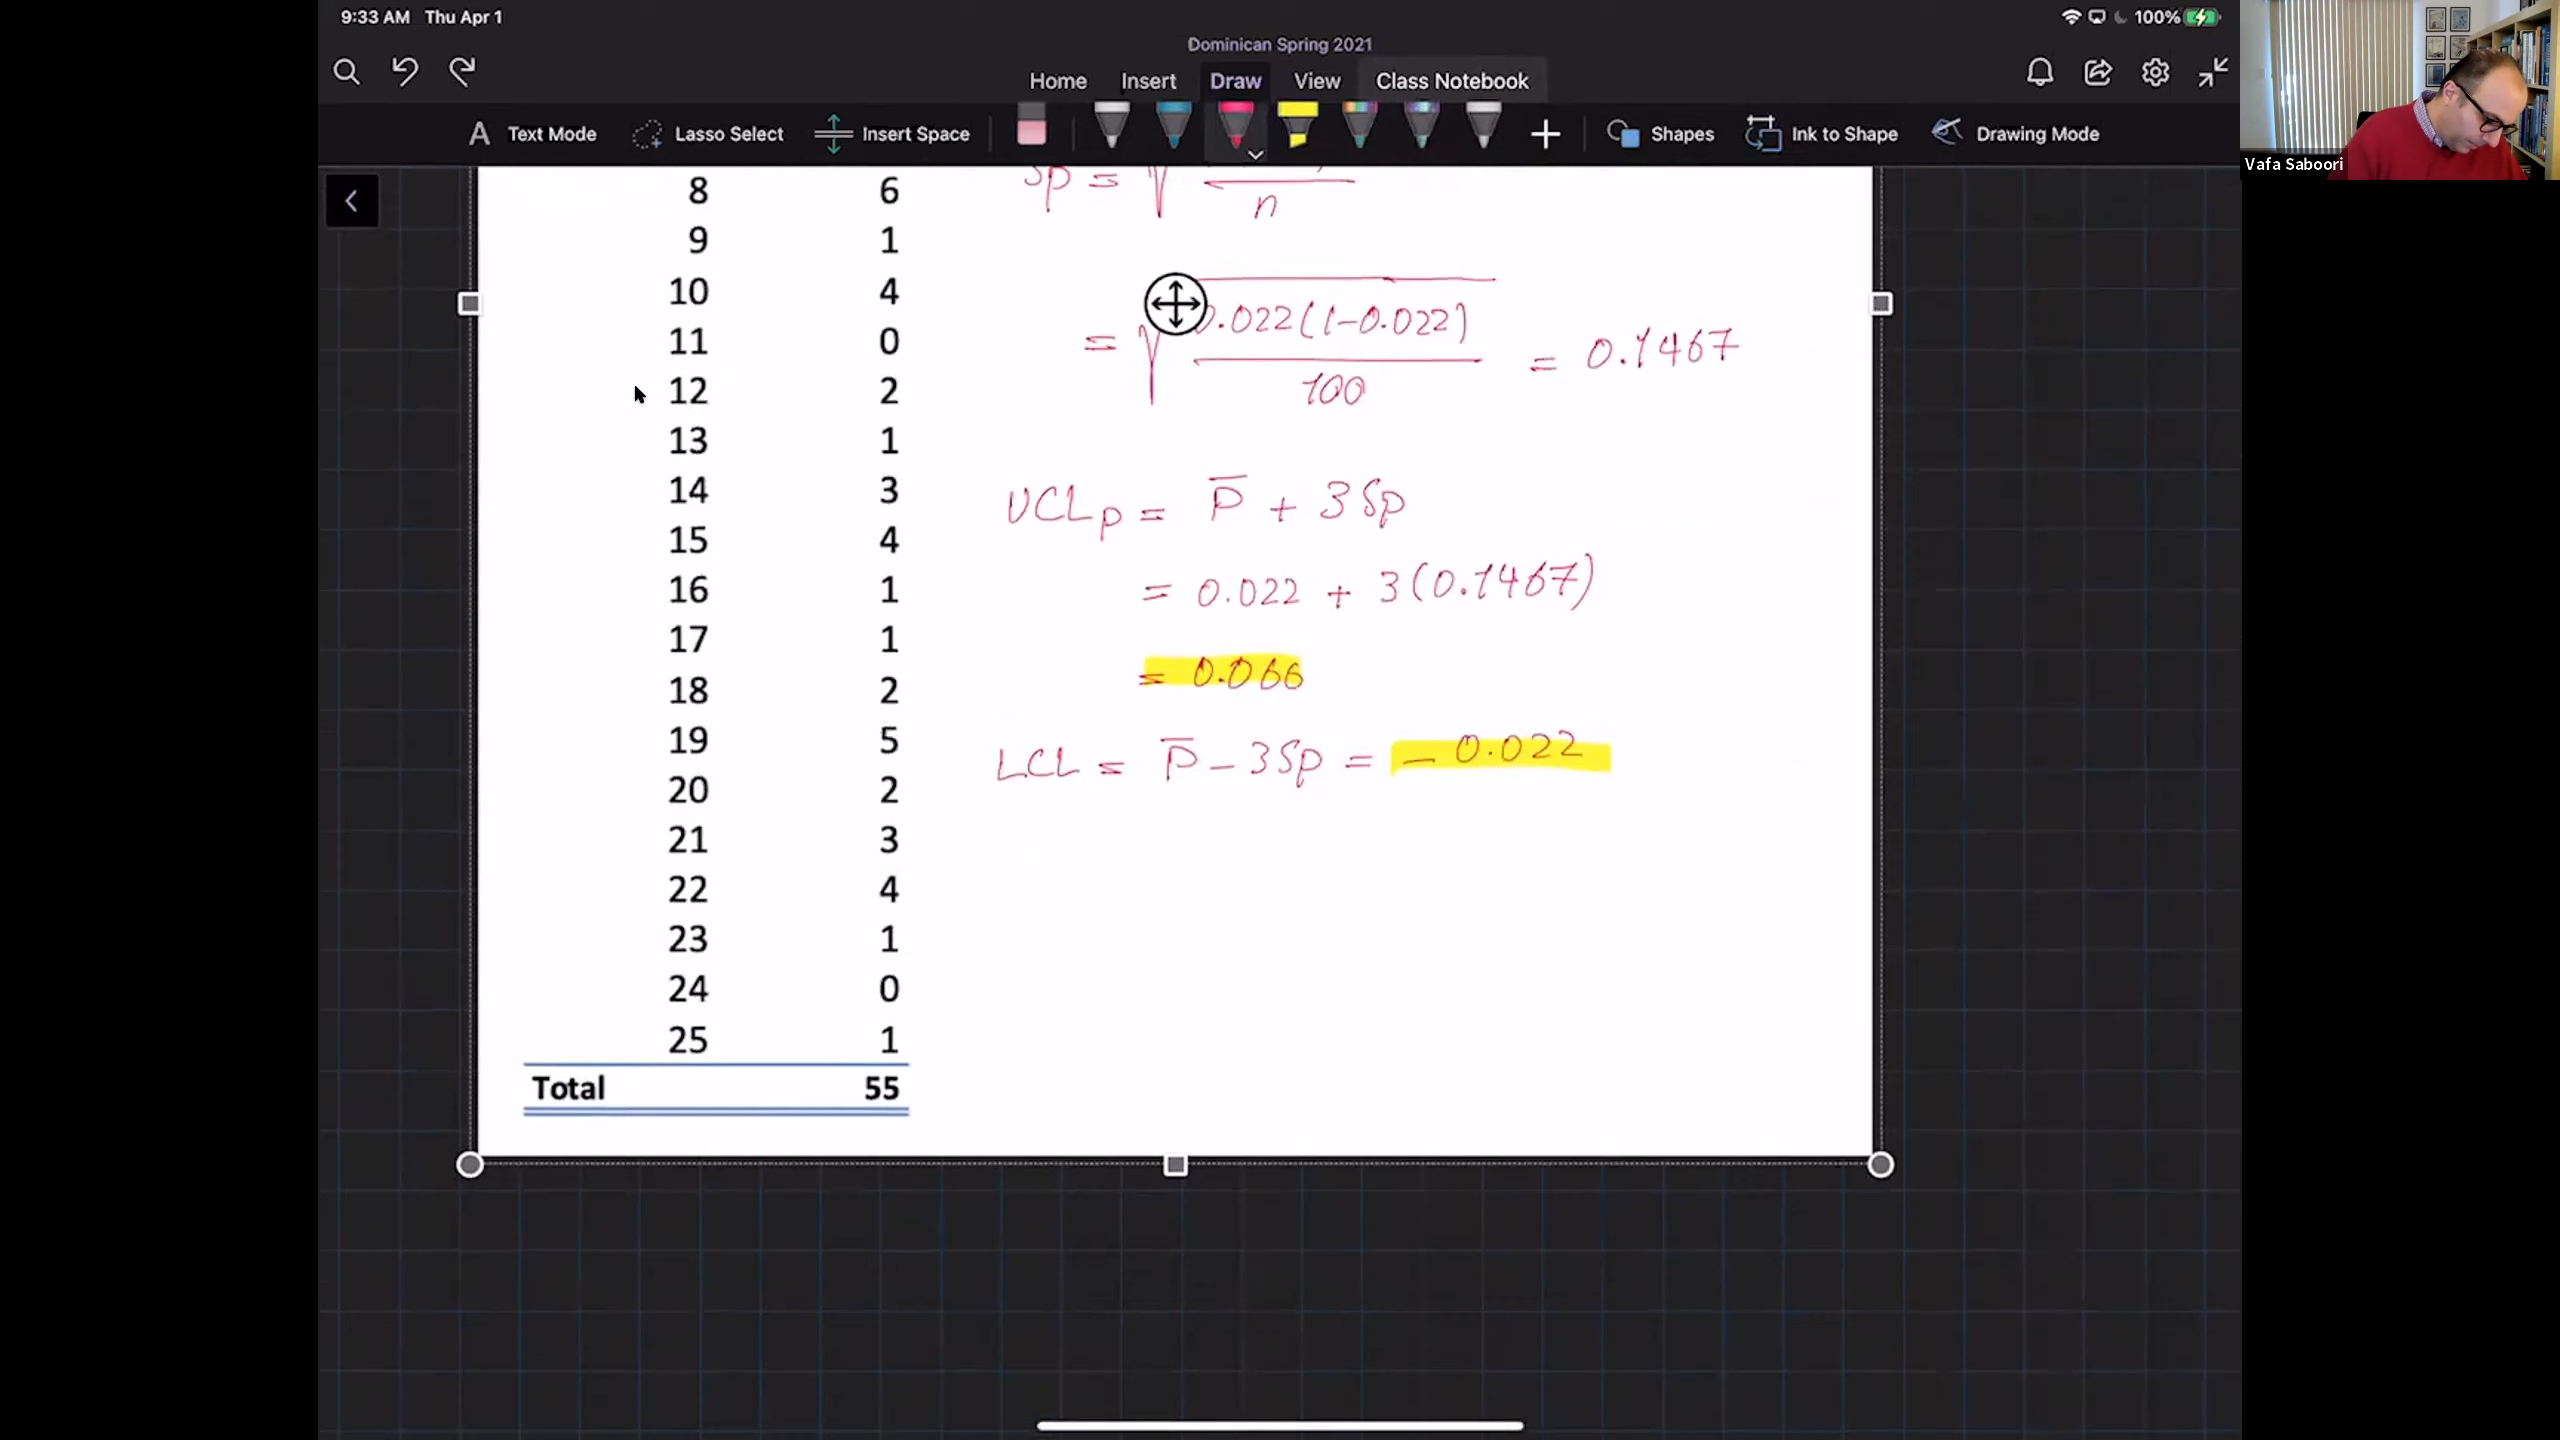 9:33 AM Thu Apr 1
100%
Dominican Spring 2021
Home Insert Draw View Class Notebook
Vafa Saboori
A Text Mode Lasso Select Insert Space Shapes Ink to Shape Drawing Mode
8 6
Sp =
n
9 1
10 4
0.022(1-0.022)
11 0
= √ = 0.1467
12 2
100
13 1
14 3
UCLp = p̅ + 3Sp
15 4
16 1
= 0.022 + 3(0.1467)
17 1
18 2
= 0.066
19 5
LCL = p̅ - 3Sp = - 0.022
20 2
21 3
22 4
23 1
24 0
25 1
Total 55